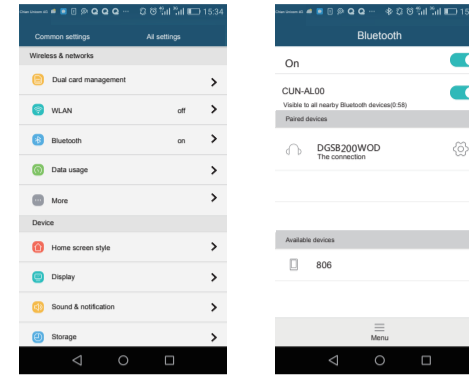 15:34
Common settings All settings
Wireless & networks
Dual card management
WLAN off
Bluetooth on
Data usage
More
Device
Home screen style
Display
Sound & notification
Storage
Bluetooth
On
CUN-AL00
Visible to all nearby Bluetooth devices(0:58)
Paired devices
DGSB200WOD
The connection
Available devices
806
Menu